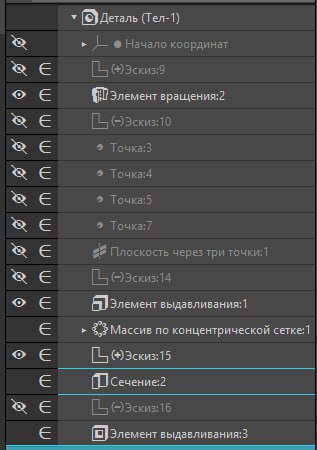 Деталь (Тел-1)
Начало координат
(+)Эскиз:9
Элемент вращения:2
(−)Эскиз:10
Точка:3
Точка:4
Точка:5
Точка:7
Плоскость через три точки:1
(−)Эскиз:14
Элемент выдавливания:1
Массив по концентрической сетке:1
(+)Эскиз:15
Сечение:2
(−)Эскиз:16
Элемент выдавливания:3